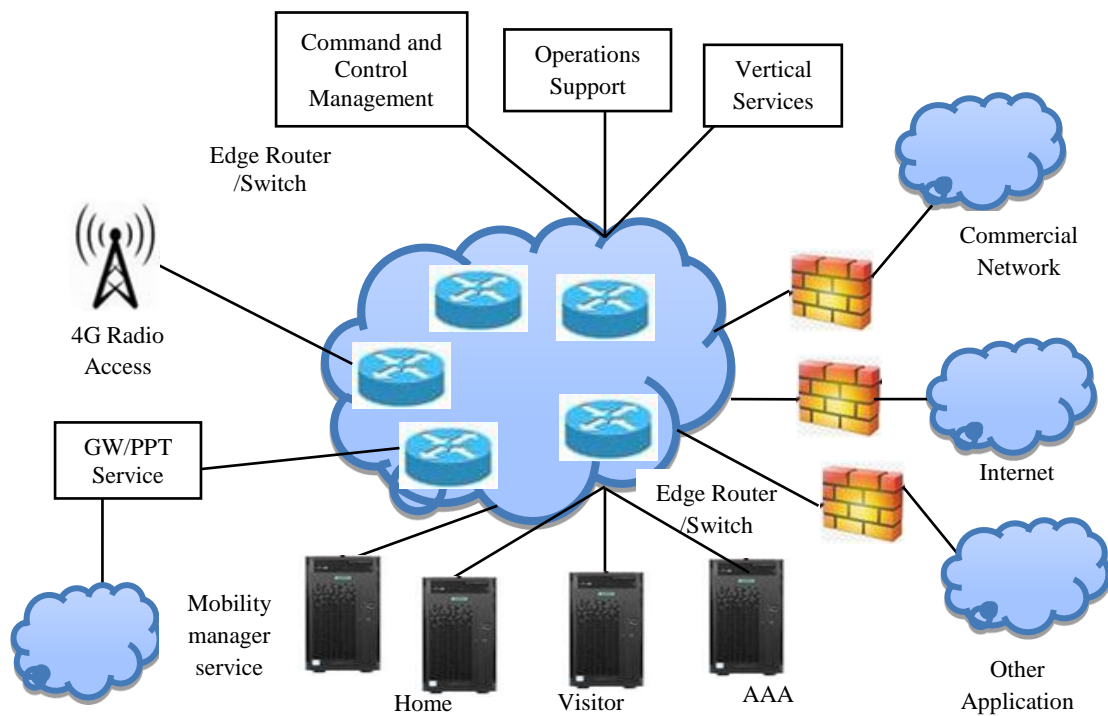 Command and
Control
Management
Operations
Support
Vertical
Services
Edge Router
/Switch
Commercial
Network
4G Radio
Access
GW/PPT
Service
Internet
Edge Router
/Switch
Mobility
manager
service
Home
Visitor
AAA
Other
Application